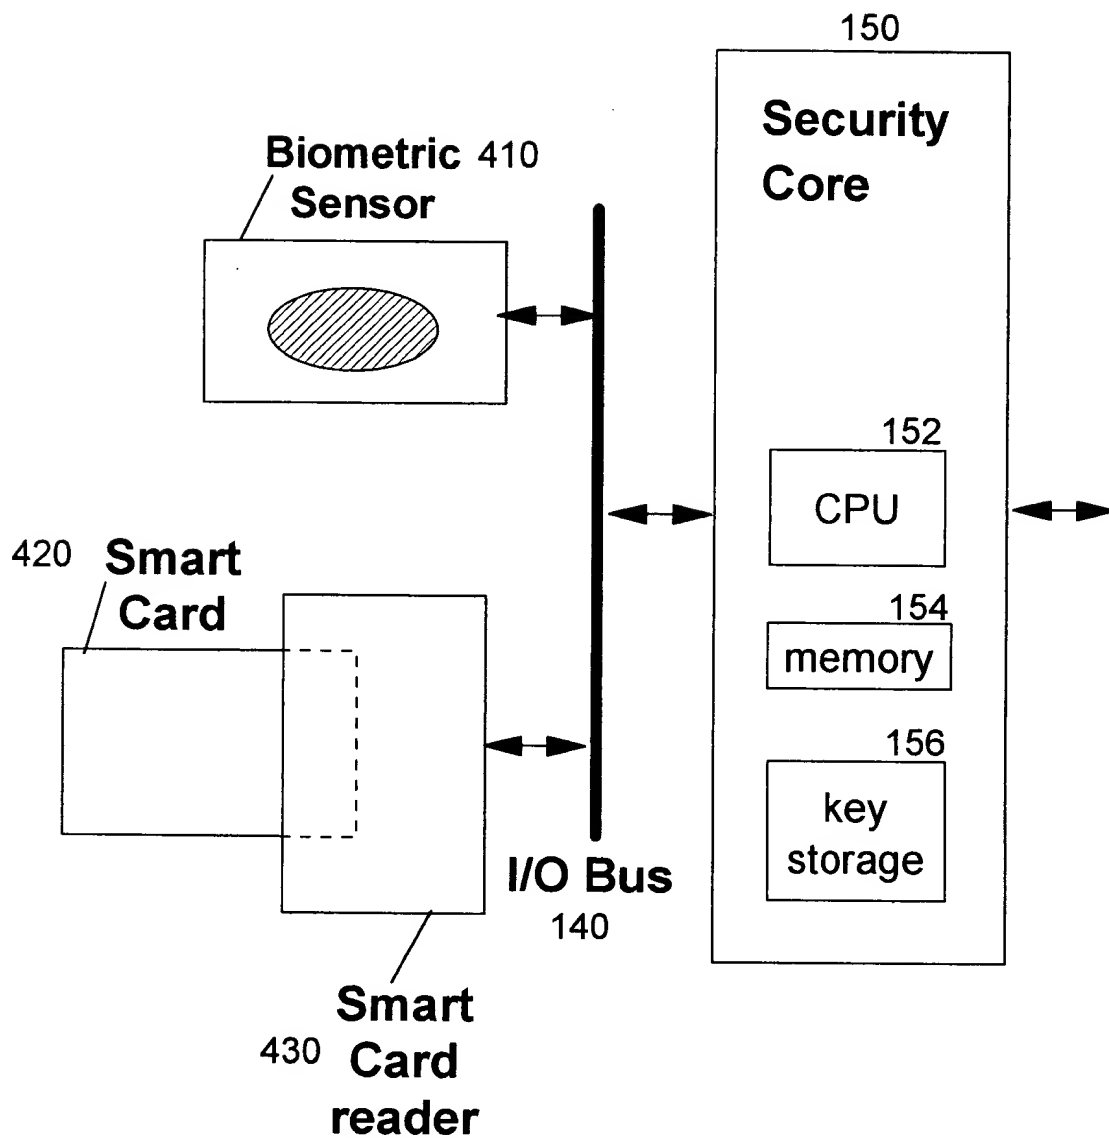 150
Security
Core
Biometric 410
Sensor
152
CPU
420 Smart
Card
154
memory
156
key
storage
I/O Bus
140
Smart
430 Card
reader